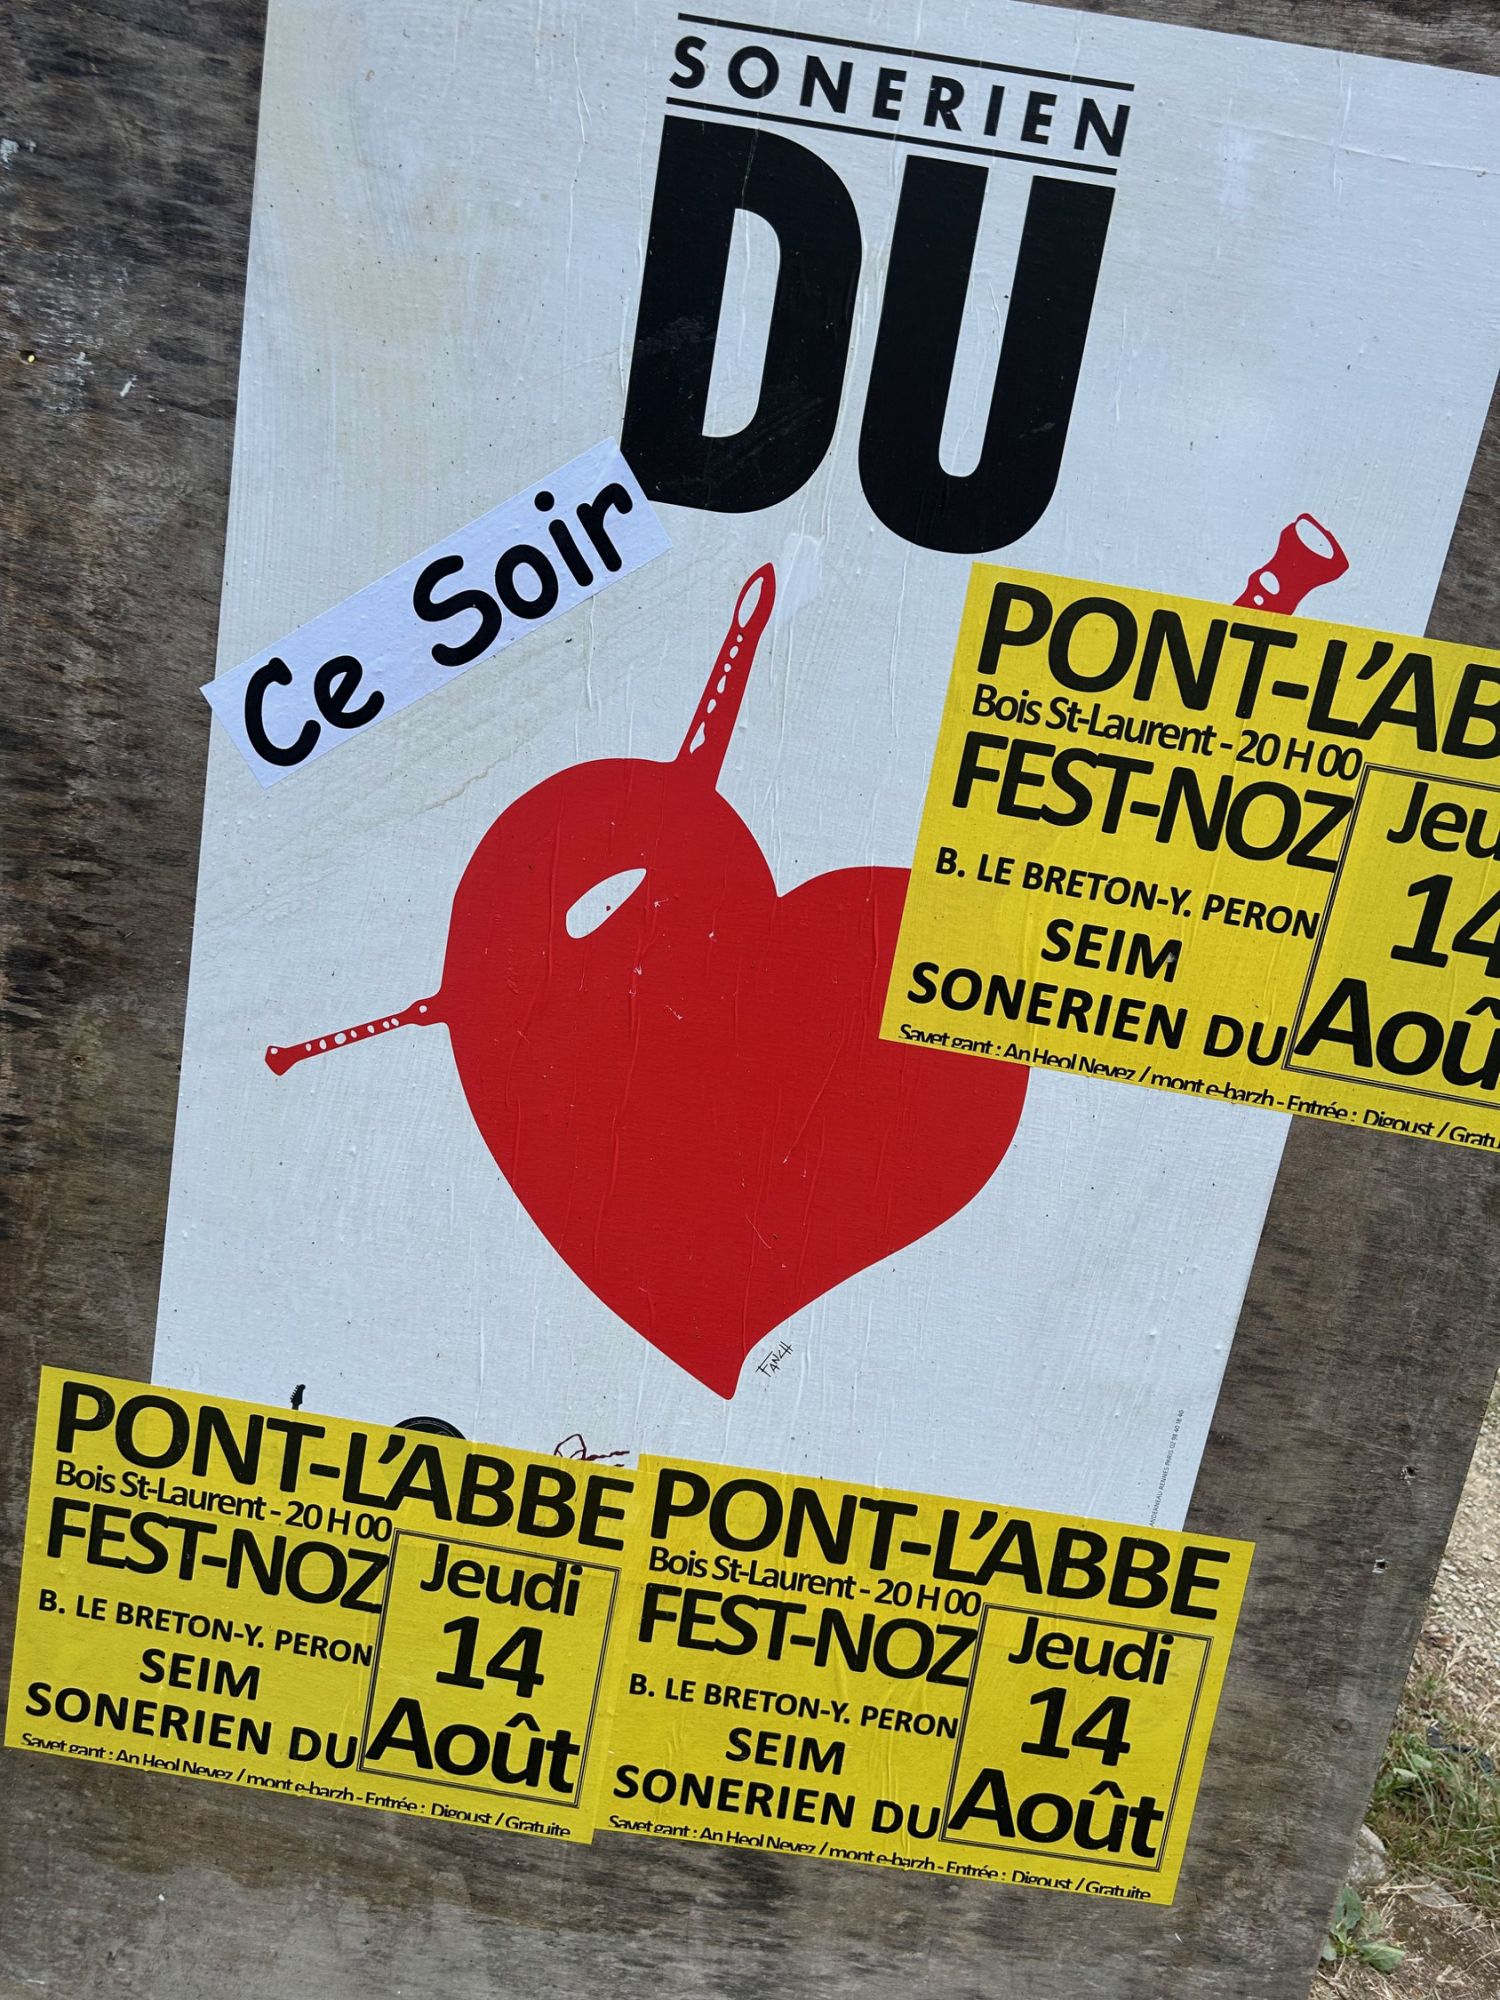 SONERIEN
DU
Ce Soir
PONT-L'AB
Bois St-Laurent - 20 H 00
FEST-NOZ
B. LE BRETON-Y. PERON
SEIM
SONERIEN DU
Jeu
14
Aoû
Savet gant : An Heol Nevez / mont e-barzh - Entrée : Digoust / Gratu
FAÑCH
PONT-L'ABBE
Bois St-Laurent - 20 H 00
FEST-NOZ
B. LE BRETON-Y. PERON
SEIM
SONERIEN DU
Jeudi
14
Août
Savet gant : An Heol Nevez / mont e-barzh - Entrée : Digoust / Gratuite
PONT-L'ABBE
Bois St-Laurent - 20 H 00
FEST-NOZ
B. LE BRETON-Y. PERON
SEIM
SONERIEN DU
Jeudi
14
Août
Savet gant : An Heol Nevez / mont e-barzh - Entrée : Digoust / Gratuite